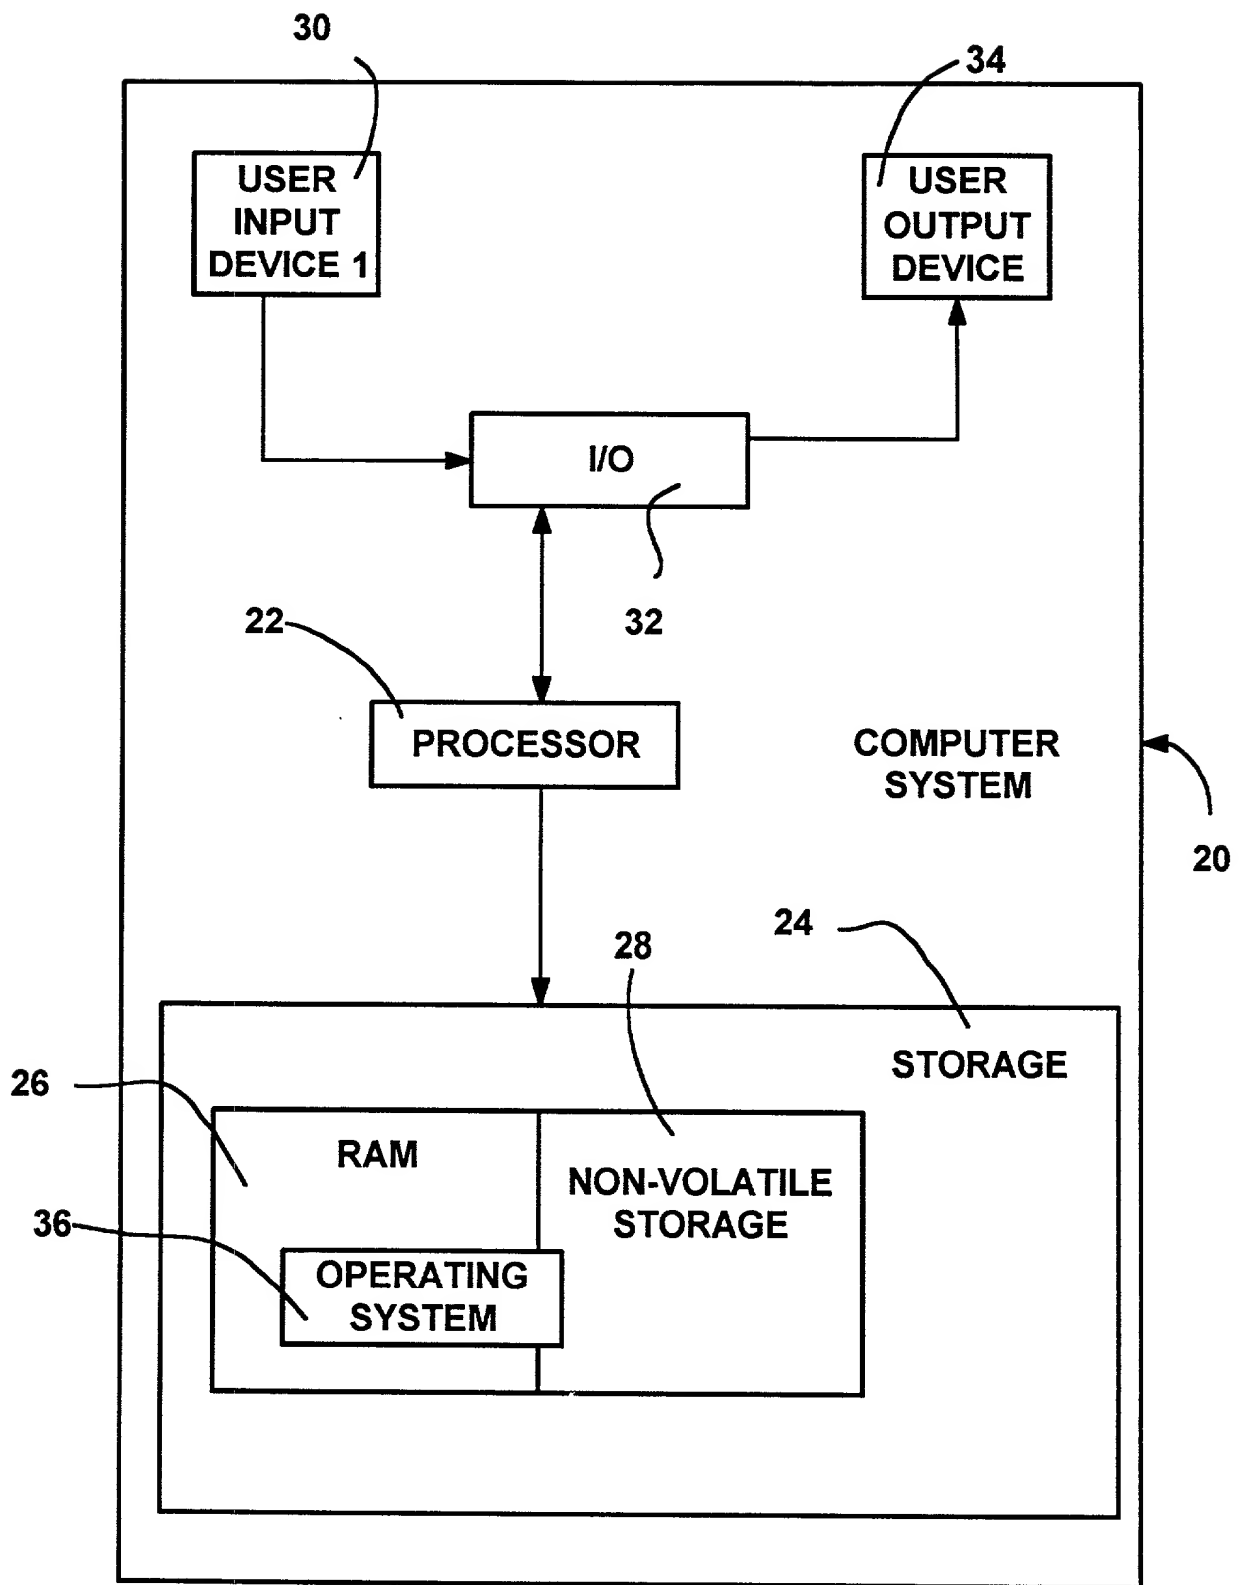 30
34
USER
INPUT
DEVICE 1
USER
OUTPUT
DEVICE
I/O
32
22
PROCESSOR
COMPUTER
SYSTEM
20
24
28
STORAGE
26
RAM
NON-VOLATILE
STORAGE
36
OPERATING
SYSTEM